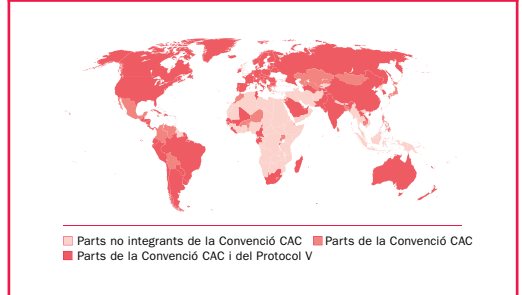 Parts no integrants de la Convenció CAC Parts de la Convenció CAC
Parts de la Convenció CAC i del Protocol V